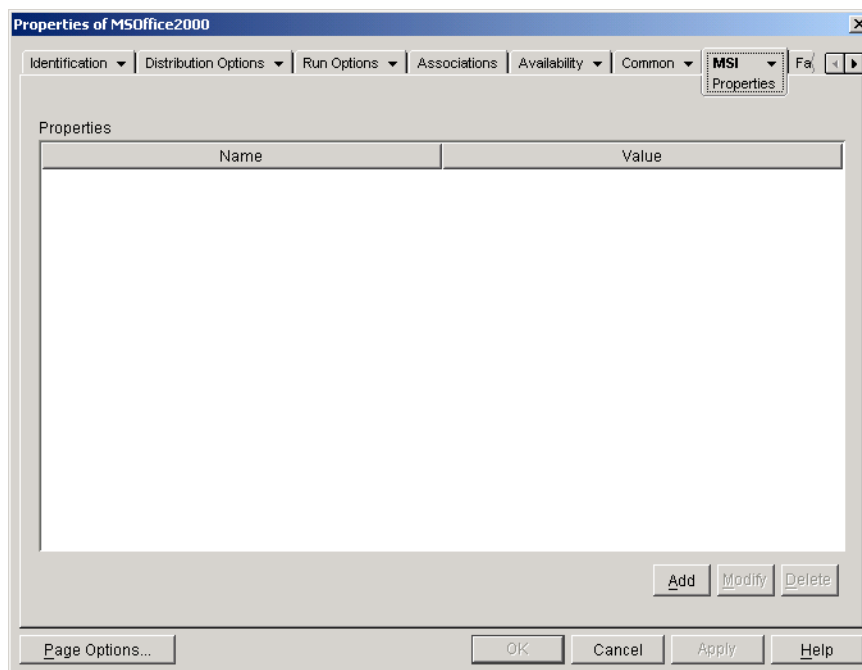 Properties of MSOffice2000
Identification Distribution Options Run Options Associations Availability Common MSI Fa
Properties
Properties
Name Value
Add Modify Delete
Page Options... OK Cancel Apply Help